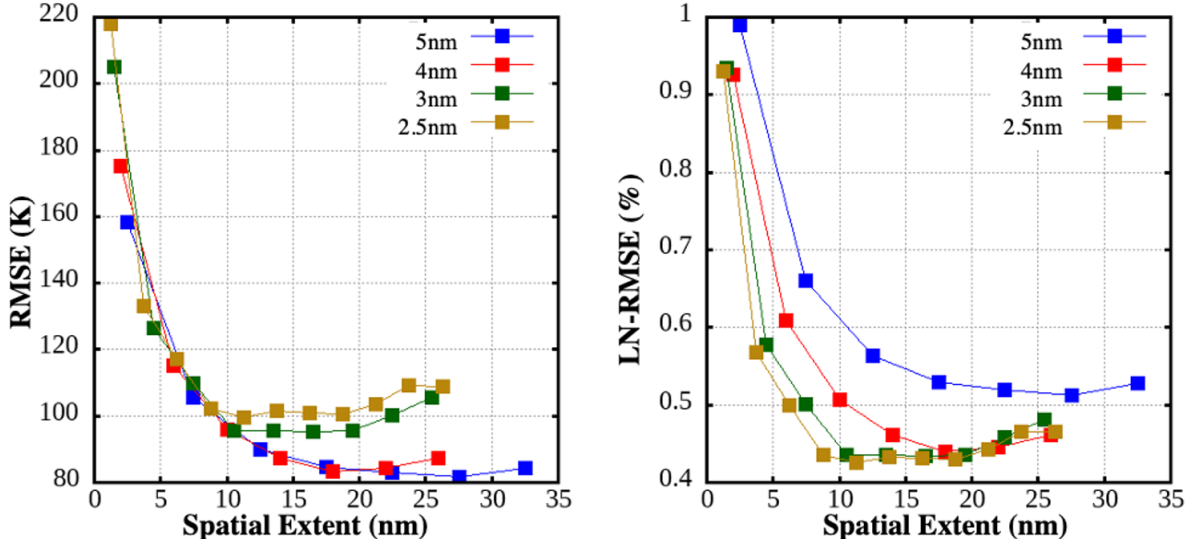 220
200
180
160
140
120
100
80
RMSE (K)
0 5 10 15 20 25 30 35
Spatial Extent (nm)
5nm
4nm
3nm
2.5nm
1
0.9
0.8
0.7
0.6
0.5
0.4
LN-RMSE (%)
0 5 10 15 20 25 30 35
Spatial Extent (nm)
5nm
4nm
3nm
2.5nm